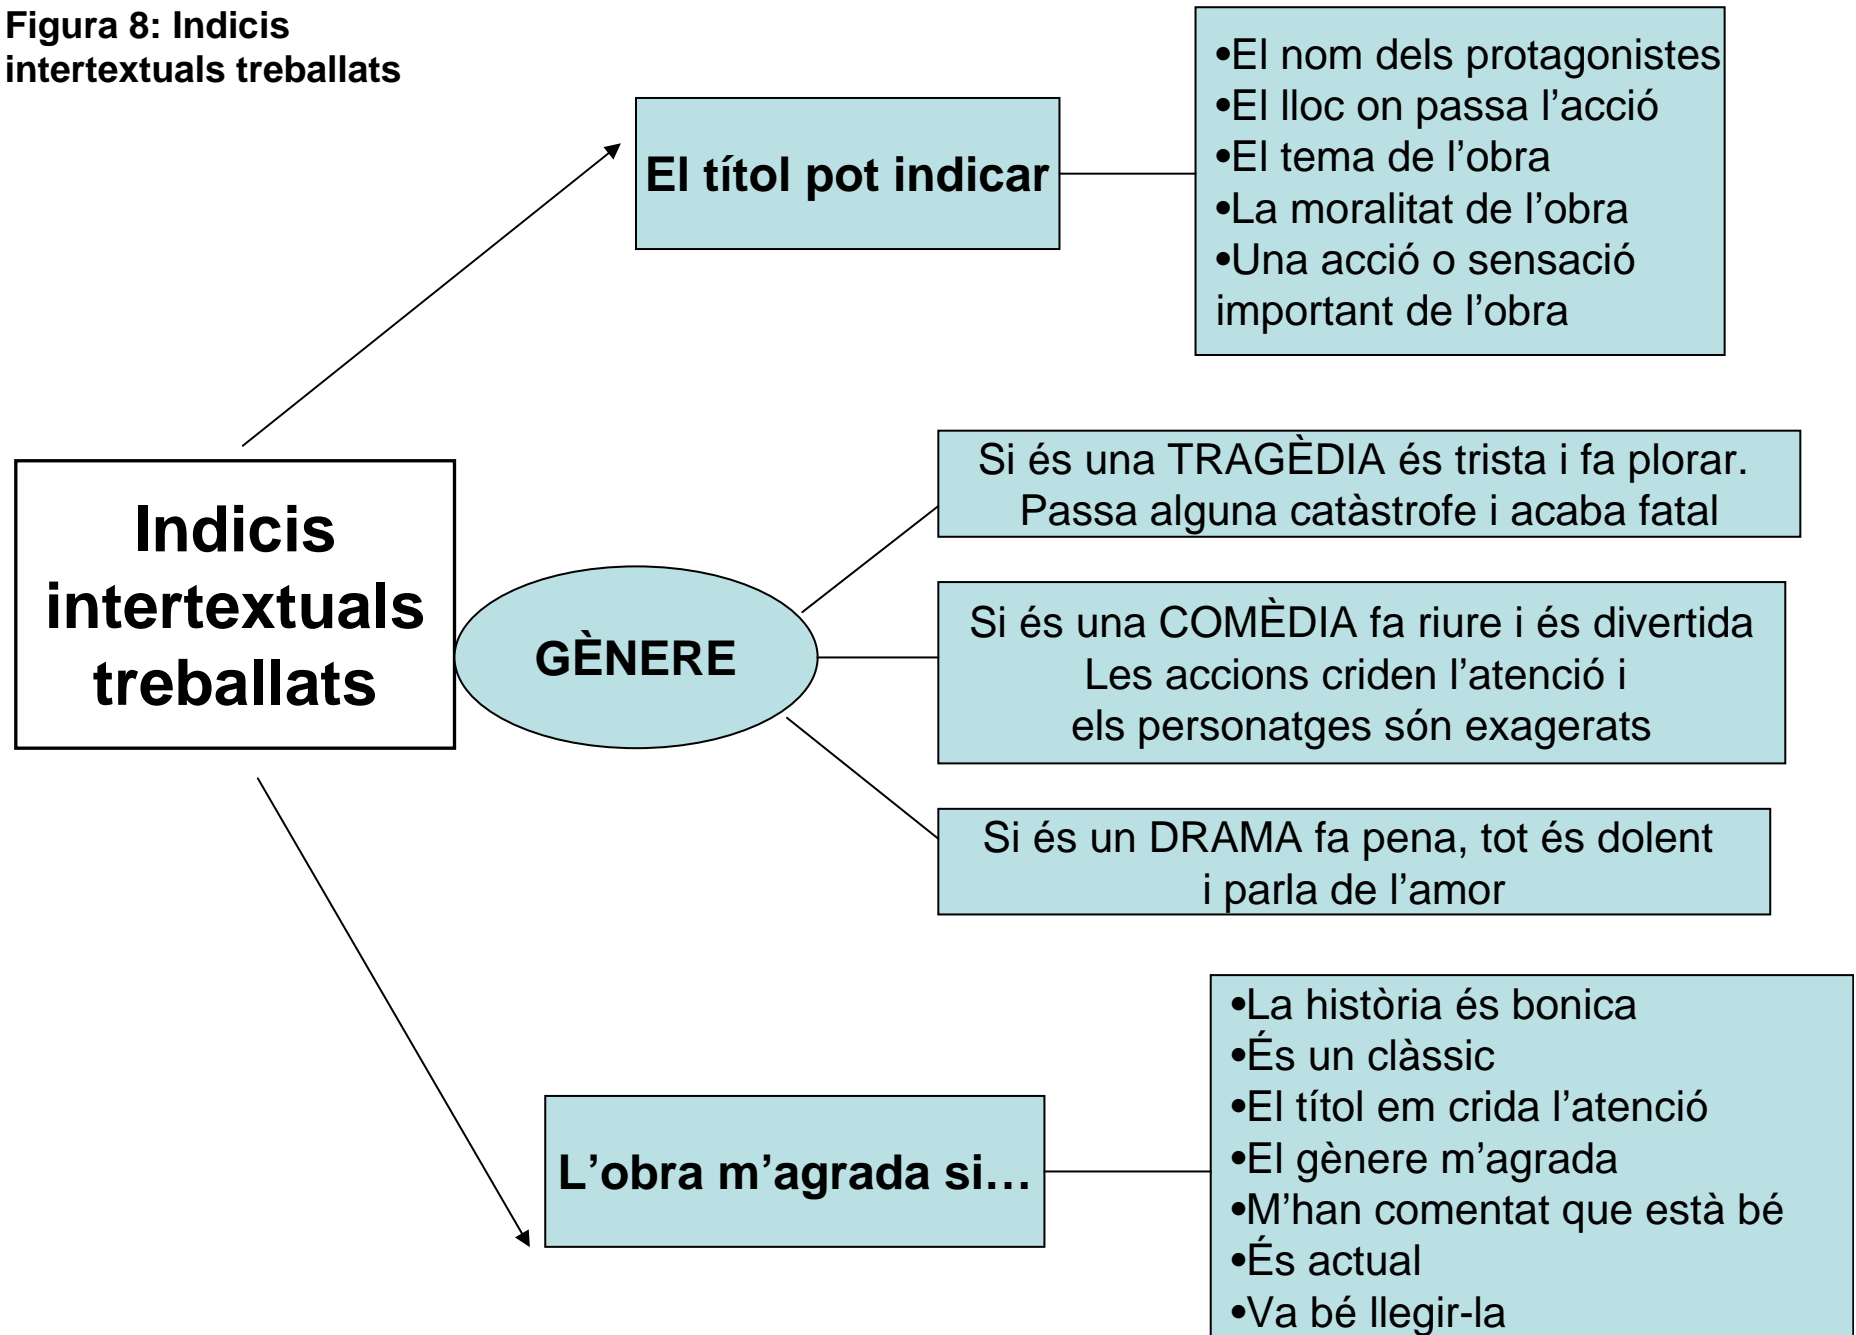 Figura 8: Indicis
intertextuals treballats
El títol pot indicar
•El nom dels protagonistes
•El lloc on passa l’acció
•El tema de l’obra
•La moralitat de l’obra
•Una acció o sensació
important de l’obra
Indicis
intertextuals
treballats
GÈNERE
Si és una TRAGÈDIA és trista i fa plorar.
Passa alguna catàstrofe i acaba fatal
Si és una COMÈDIA fa riure i és divertida
Les accions criden l’atenció i
els personatges són exagerats
Si és un DRAMA fa pena, tot és dolent
i parla de l’amor
L’obra m’agrada si…
•La història és bonica
•És un clàssic
•El títol em crida l’atenció
•El gènere m’agrada
•M’han comentat que està bé
•És actual
•Va bé llegir-la